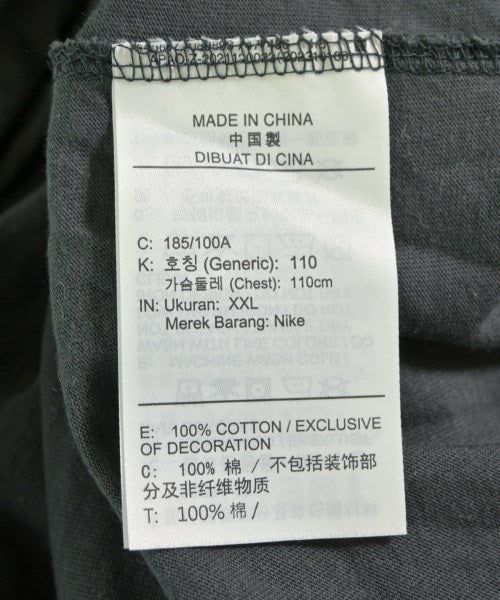 MADE IN CHINA
中国製
DIBUAT DI CINA
C: 185/100A
K: 호칭 (Generic): 110
가슴둘레 (Chest): 110cm
IN: Ukuran: XXL
Merek Barang: Nike
E: 100% COTTON / EXCLUSIVE
OF DECORATION
C: 100% 棉 / 不包括装饰部
分及非纤维物质
T: 100% 棉 /